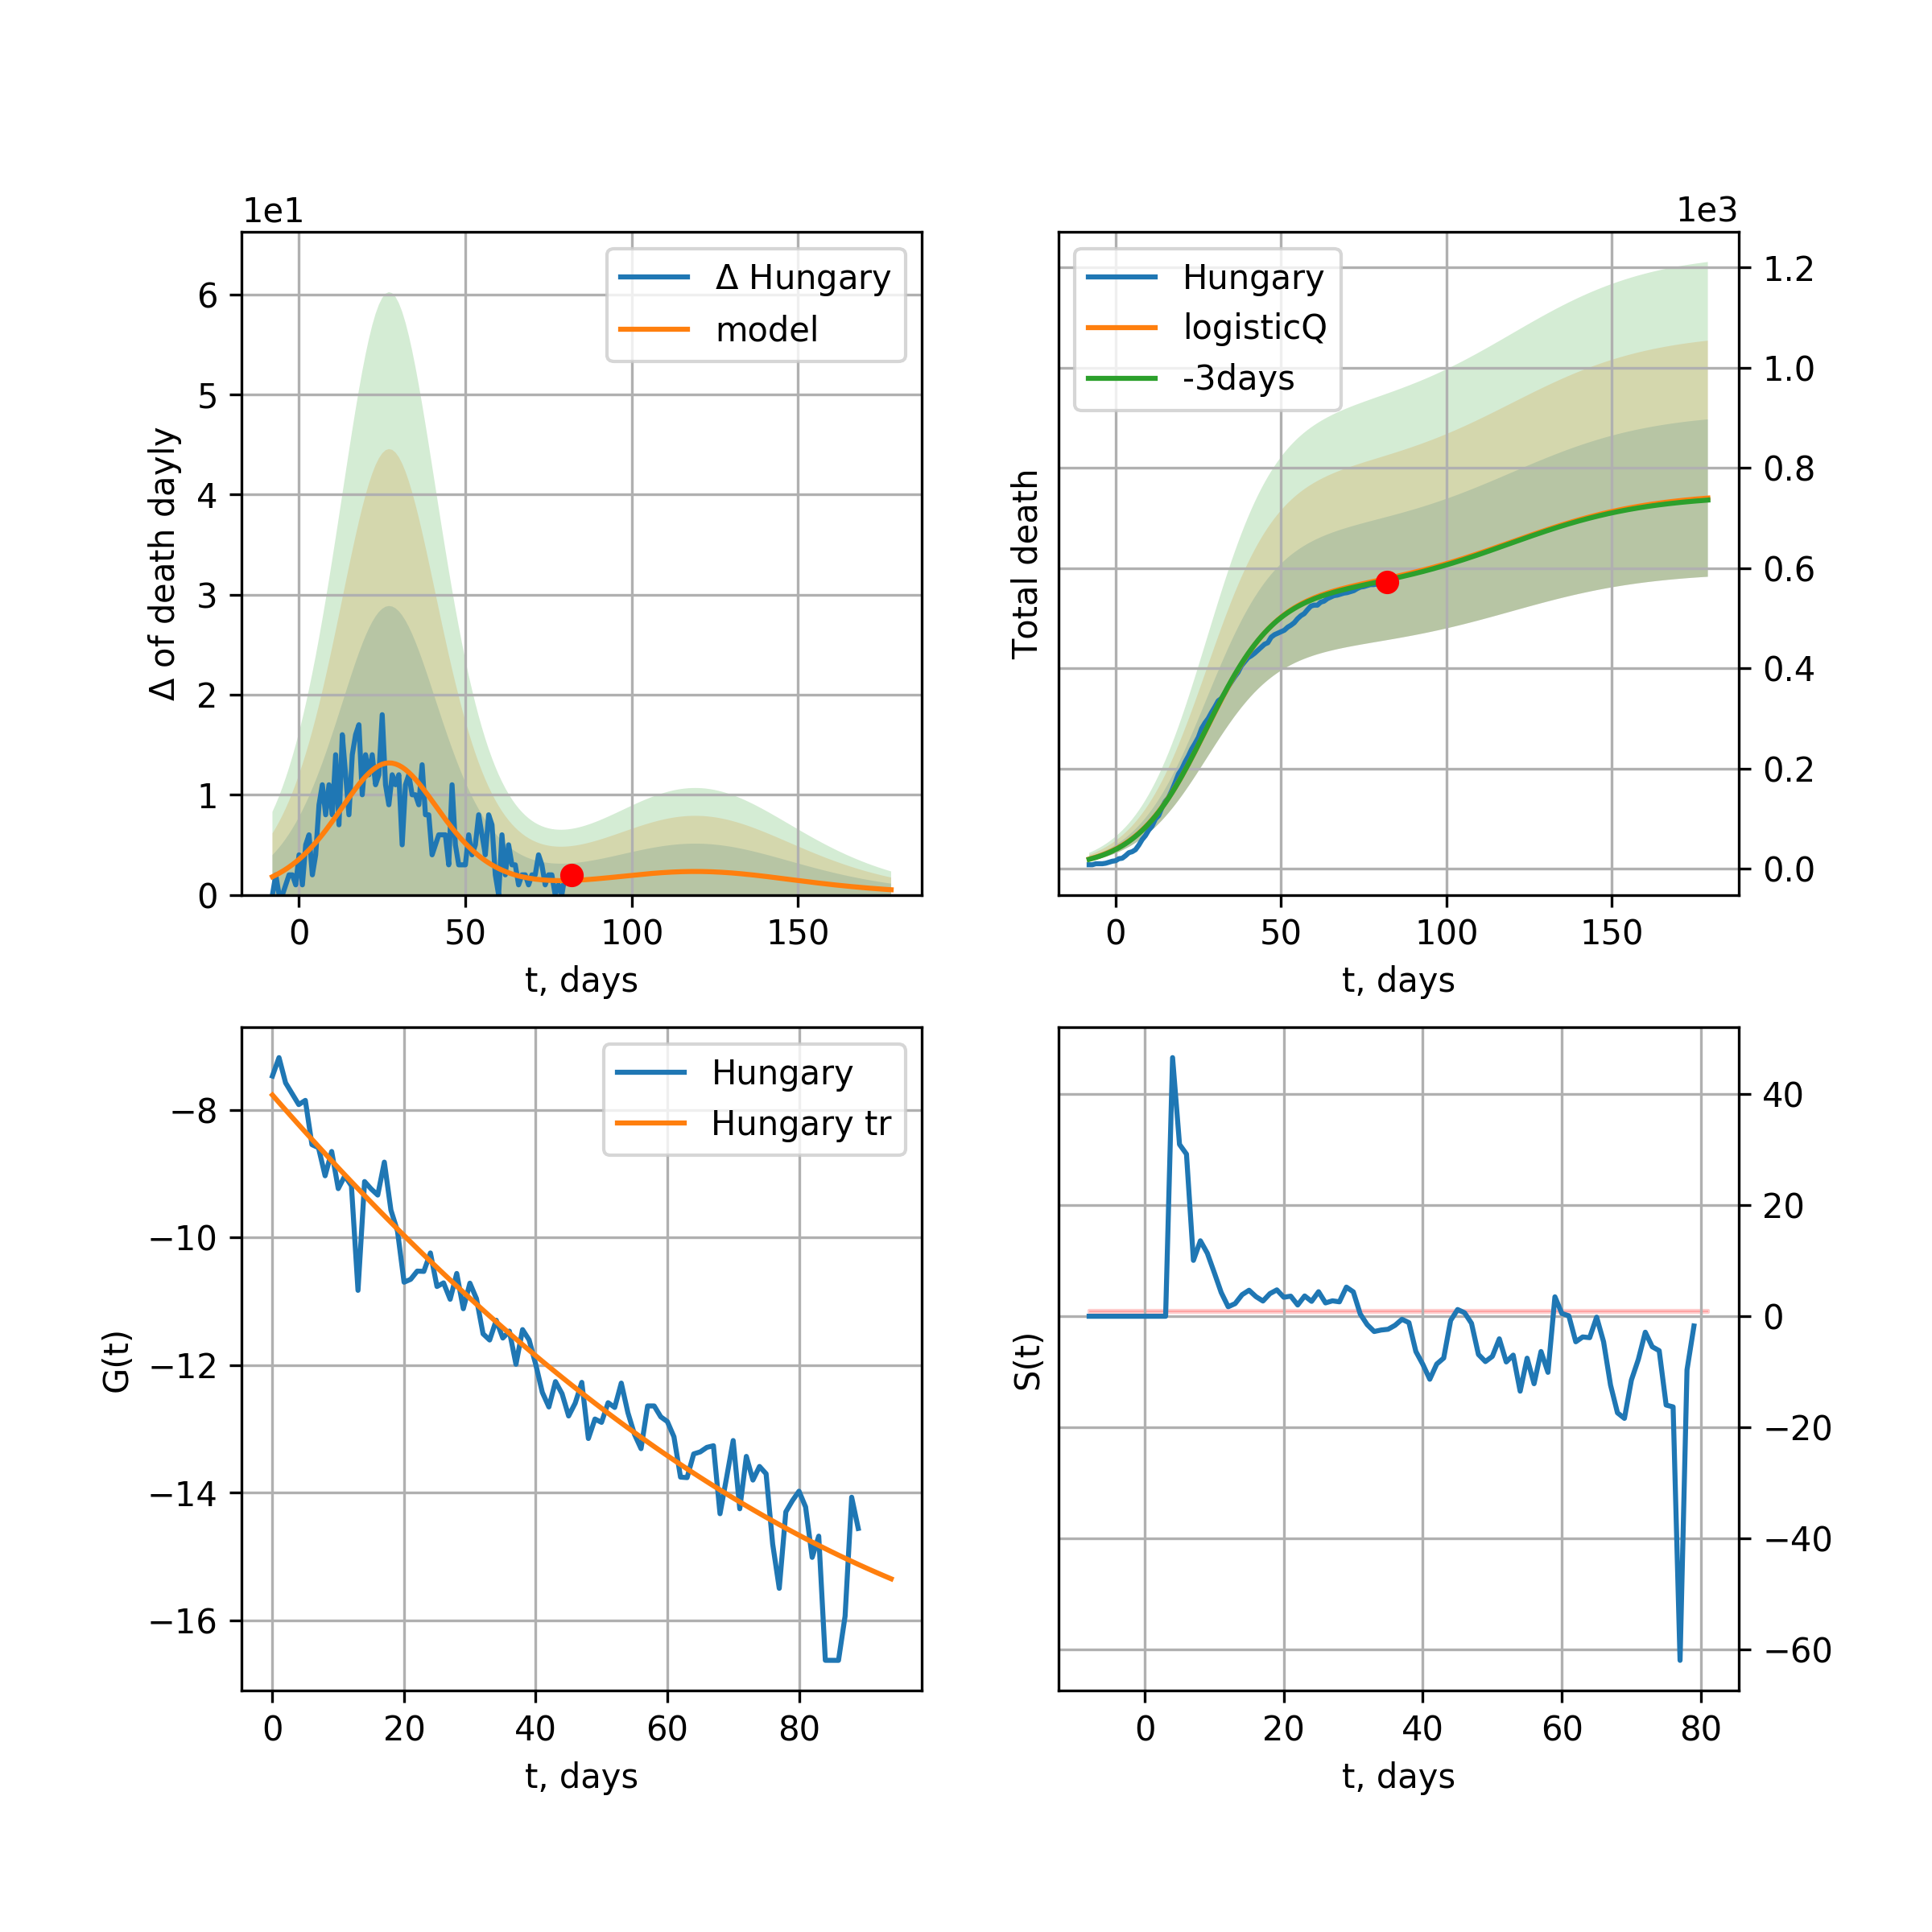 1e1
Δ Hungary
model
6
5
4
3
2
1
0
Δ of death dayly
0 50 100 150
t, days
1e3
Hungary
logisticQ
-3days
1.2
1.0
0.8
0.6
0.4
0.2
0.0
Total death
0 50 100 150
t, days
Hungary
Hungary tr
−8
−10
−12
−14
−16
G(t)
0 20 40 60 80
t, days
40
20
0
−20
−40
−60
S(t)
0 20 40 60 80
t, days